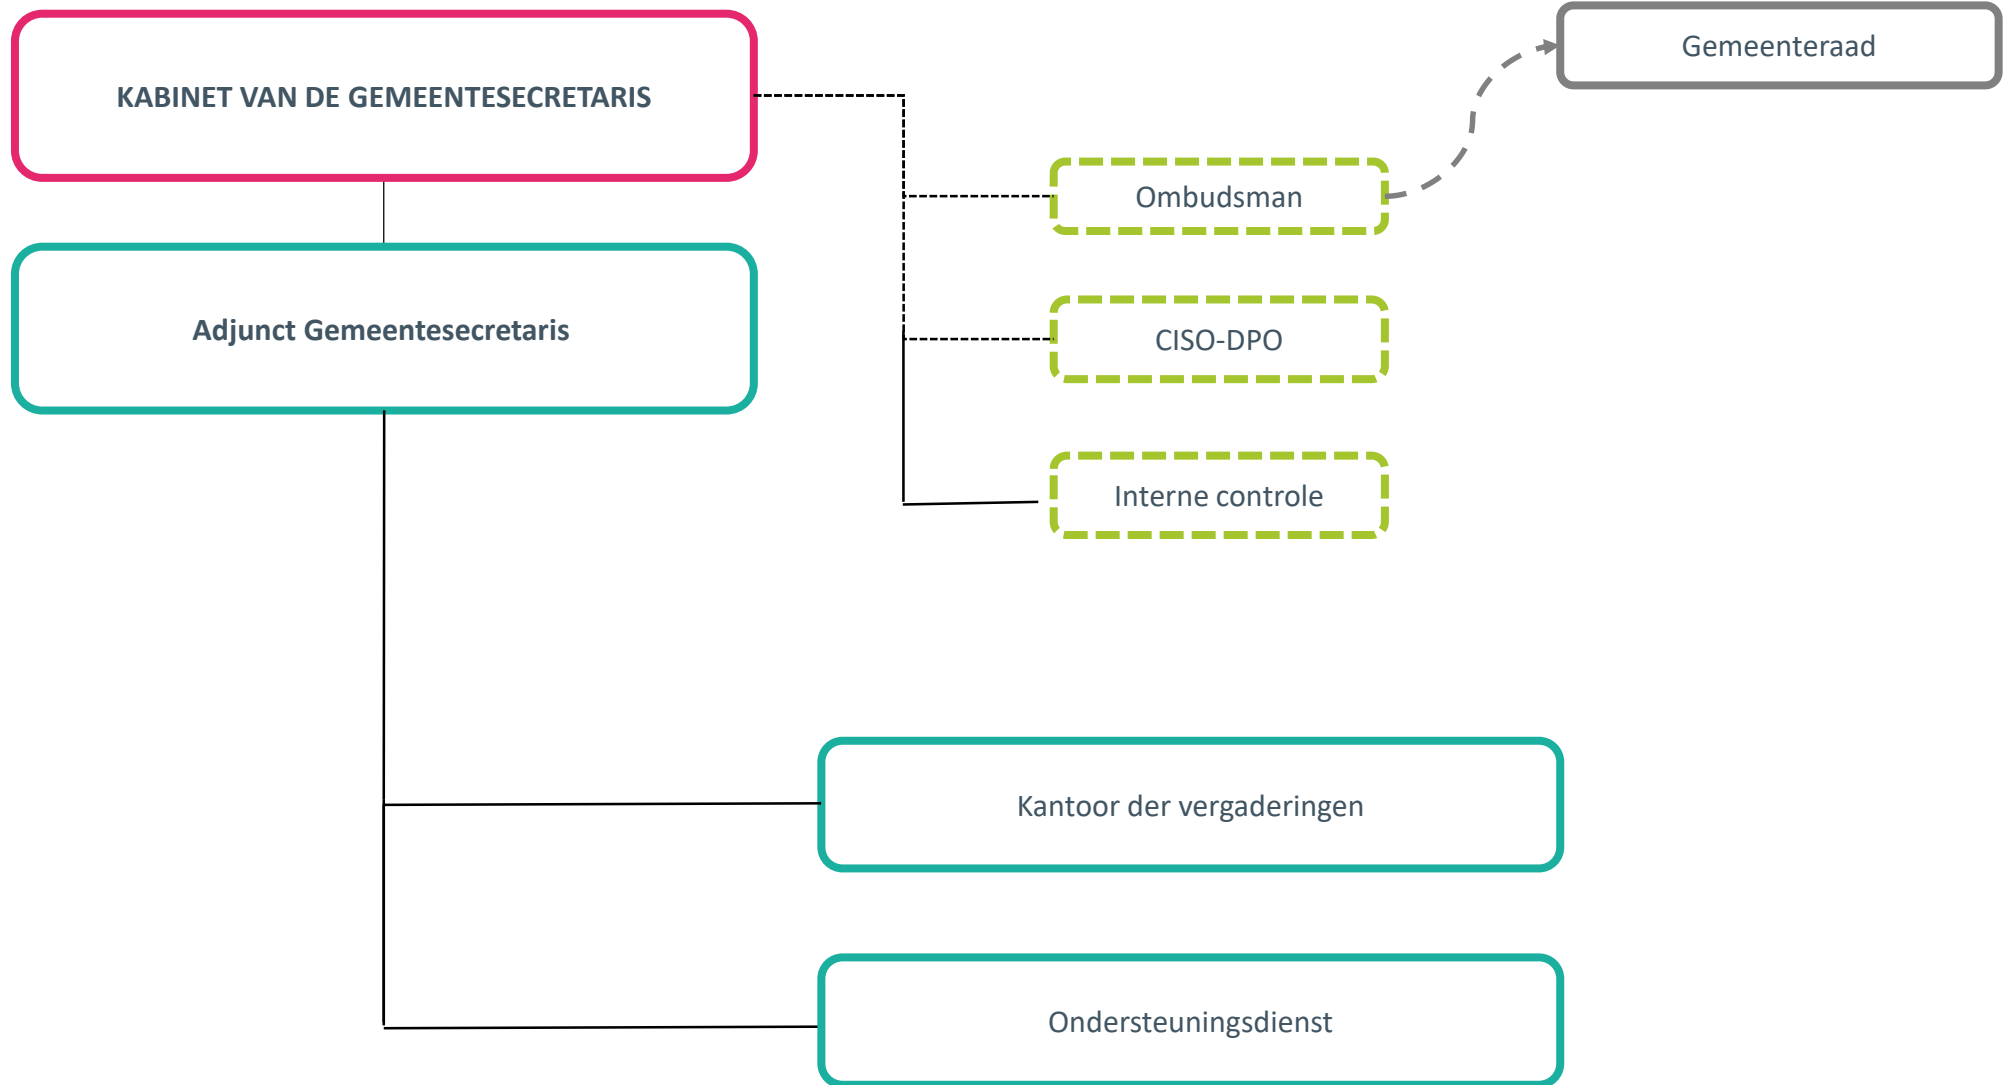 KABINET VAN DE GEMEENTESECRETARIS
Gemeenteraad
Ombudsman
Adjunct Gemeentesecretaris
CISO-DPO
Interne controle
Kantoor der vergaderingen
Ondersteuningsdienst